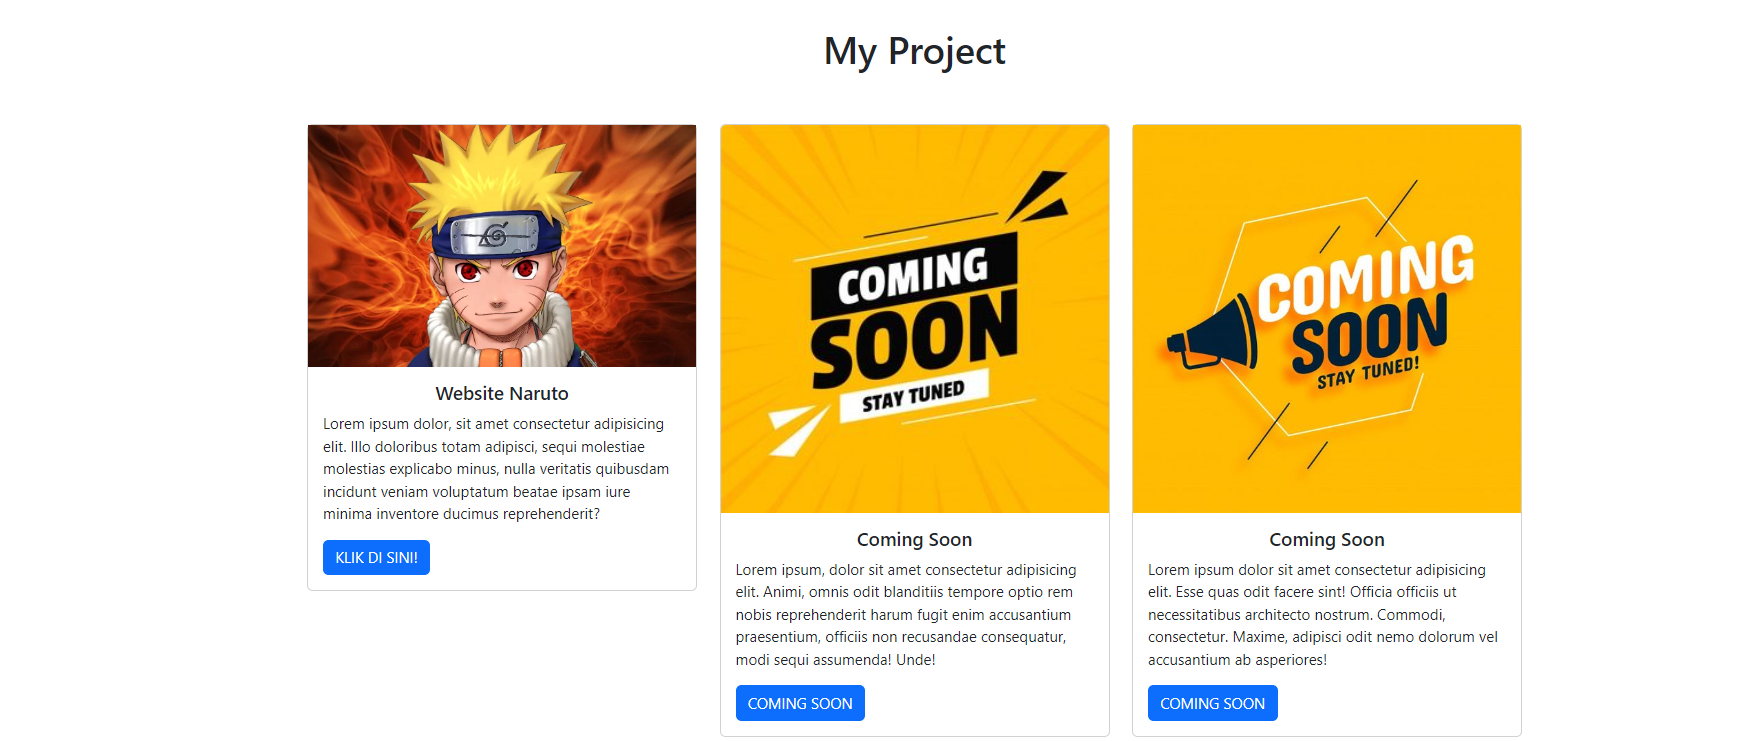 My Project
Website Naruto
Lorem ipsum dolor, sit amet consectetur adipisicing
elit. Illo doloribus totam adipisci, sequi molestiae
molestias explicabo minus, nulla veritatis quibusdam
incidunt veniam voluptatum beatae ipsam iure
minima inventore ducimus reprehenderit?
KLIK DI SINI!
COMING
SOON
STAY TUNED
Coming Soon
Lorem ipsum, dolor sit amet consectetur adipisicing
elit. Animi, omnis odit blanditiis tempore optio rem
nobis reprehenderit harum fugit enim accusantium
praesentium, officiis non recusandae consequatur,
modi sequi assumenda! Unde!
COMING SOON
COMING
SOON
STAY TUNED!
Coming Soon
Lorem ipsum dolor sit amet consectetur adipisicing
elit. Esse quas odit facere sint! Officia officiis ut
necessitatibus architecto nostrum. Commodi,
consectetur. Maxime, adipisci odit nemo dolorum vel
accusantium ab asperiores!
COMING SOON